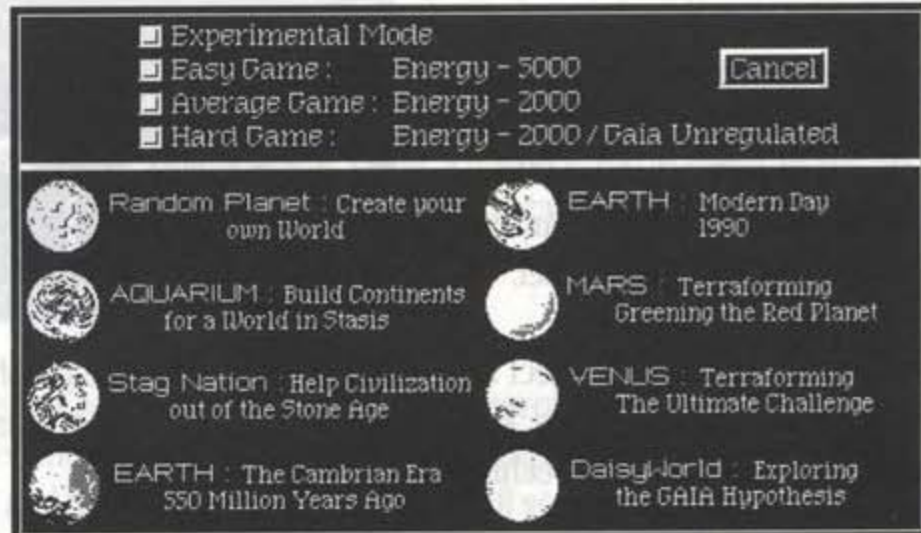 Experimental Mode
Easy Game : Energy - 5000
Cancel
Average Game : Energy - 2000
Hard Game : Energy - 2000 / Gaia Unregulated
Random Planet : Create your
own World
EARTH : Modern Day
1990
AQUARIUM : Build Continents
for a World in Stasis
MARS : Terraforming
Greening the Red Planet
Stag Nation : Help Civilization
out of the Stone Age
VENUS : Terraforming
The Ultimate Challenge
EARTH : The Cambrian Era
550 Million Years Ago
DaisyWorld : Exploring
the GAIA Hypothesis